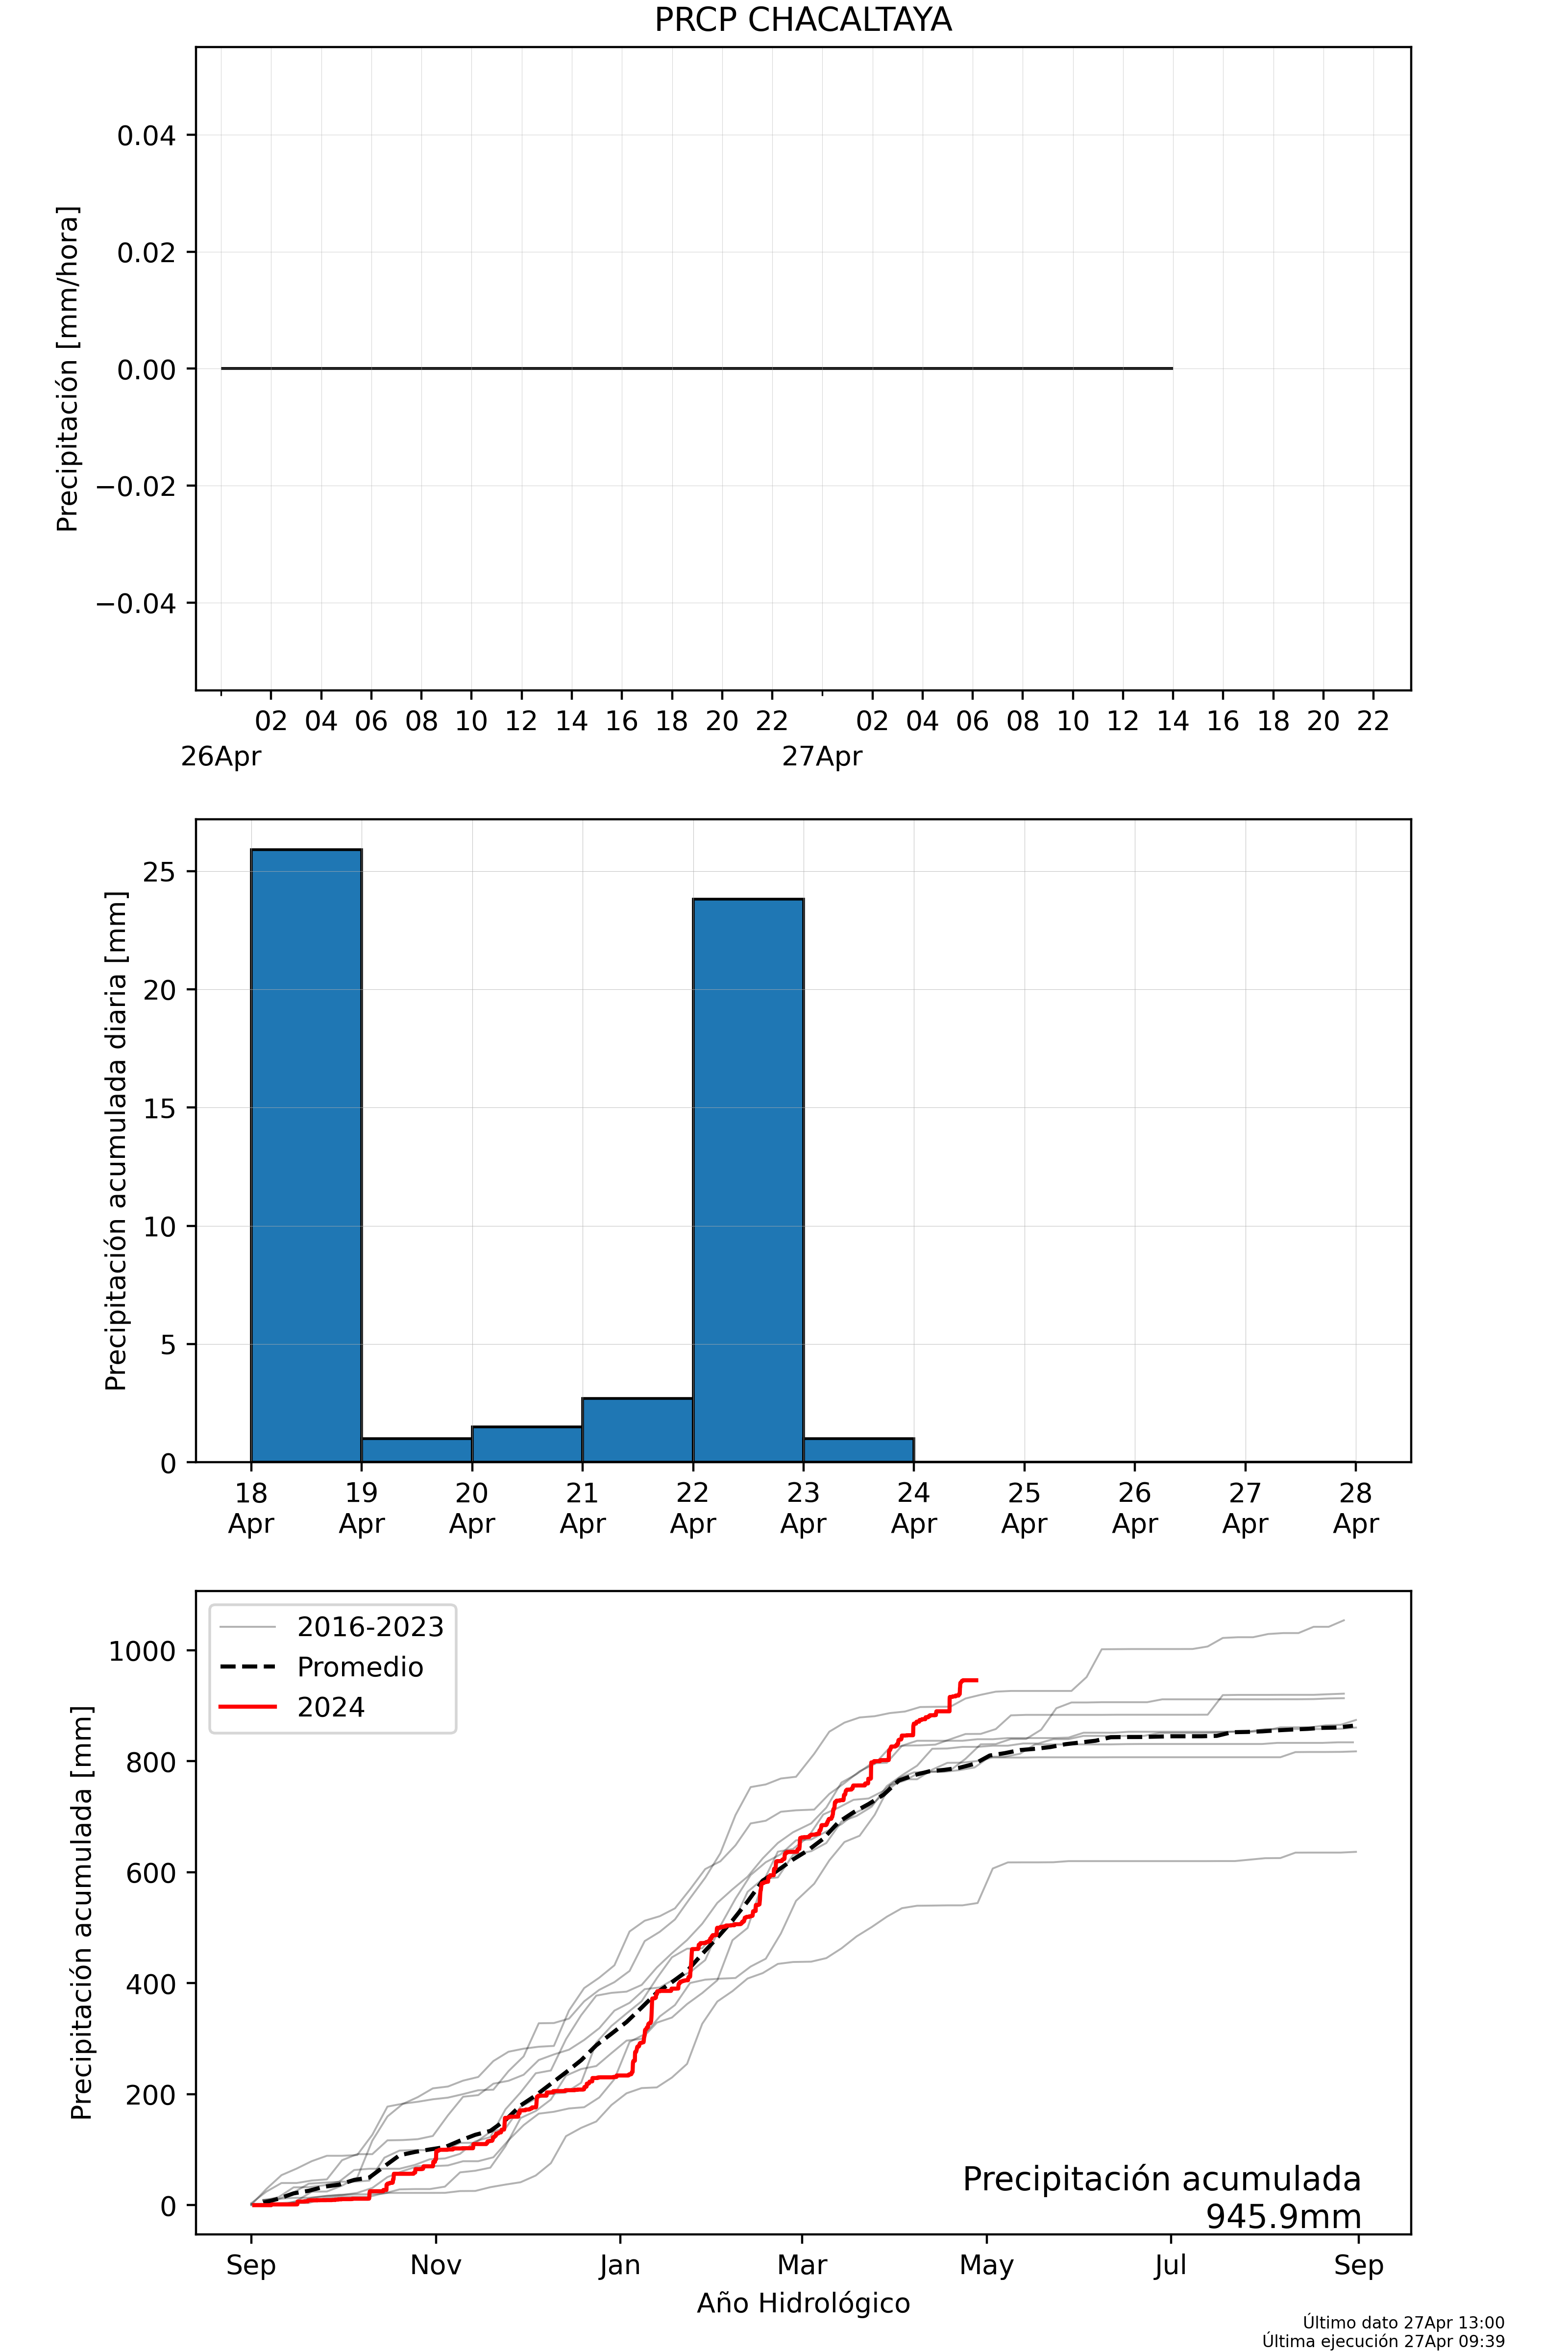 PRCP CHACALTAYA
Precipitación [mm/hora]
0.04
0.02
0.00
−0.02
−0.04
02 04 06 08 10 12 14 16 18 20 22 02 04 06 08 10 12 14 16 18 20 22
26Apr 27Apr
Precipitación acumulada diaria [mm]
25
20
15
10
5
0
18 19 20 21 22 23 24 25 26 27 28
Apr Apr Apr Apr Apr Apr Apr Apr Apr Apr Apr
Precipitación acumulada [mm]
1000
800
600
400
200
0
2016-2023
Promedio
2024
Precipitación acumulada
945.9mm
Sep Nov Jan Mar May Jul Sep
Año Hidrológico
Último dato 27Apr 13:00
Última ejecución 27Apr 09:39